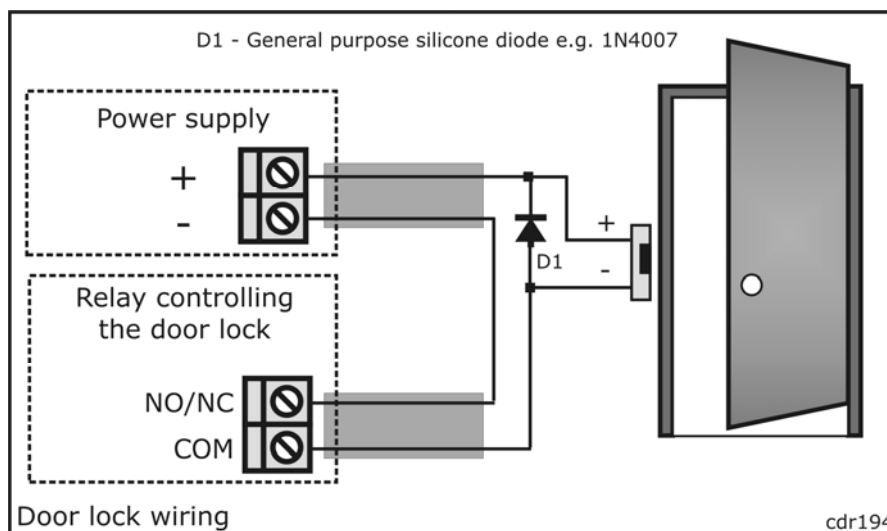 D1 - General purpose silicone diode e.g. 1N4007
Power supply
+
-
+
D1
-
Relay controlling
the door lock
NO/NC
COM
Door lock wiring
cdr194